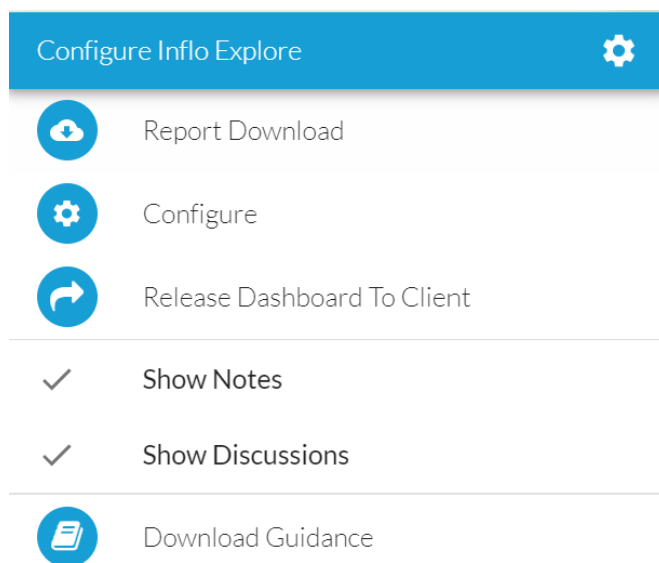 Configure Inflo Explore
Report Download
Configure
Release Dashboard To Client
Show Notes
Show Discussions
Download Guidance